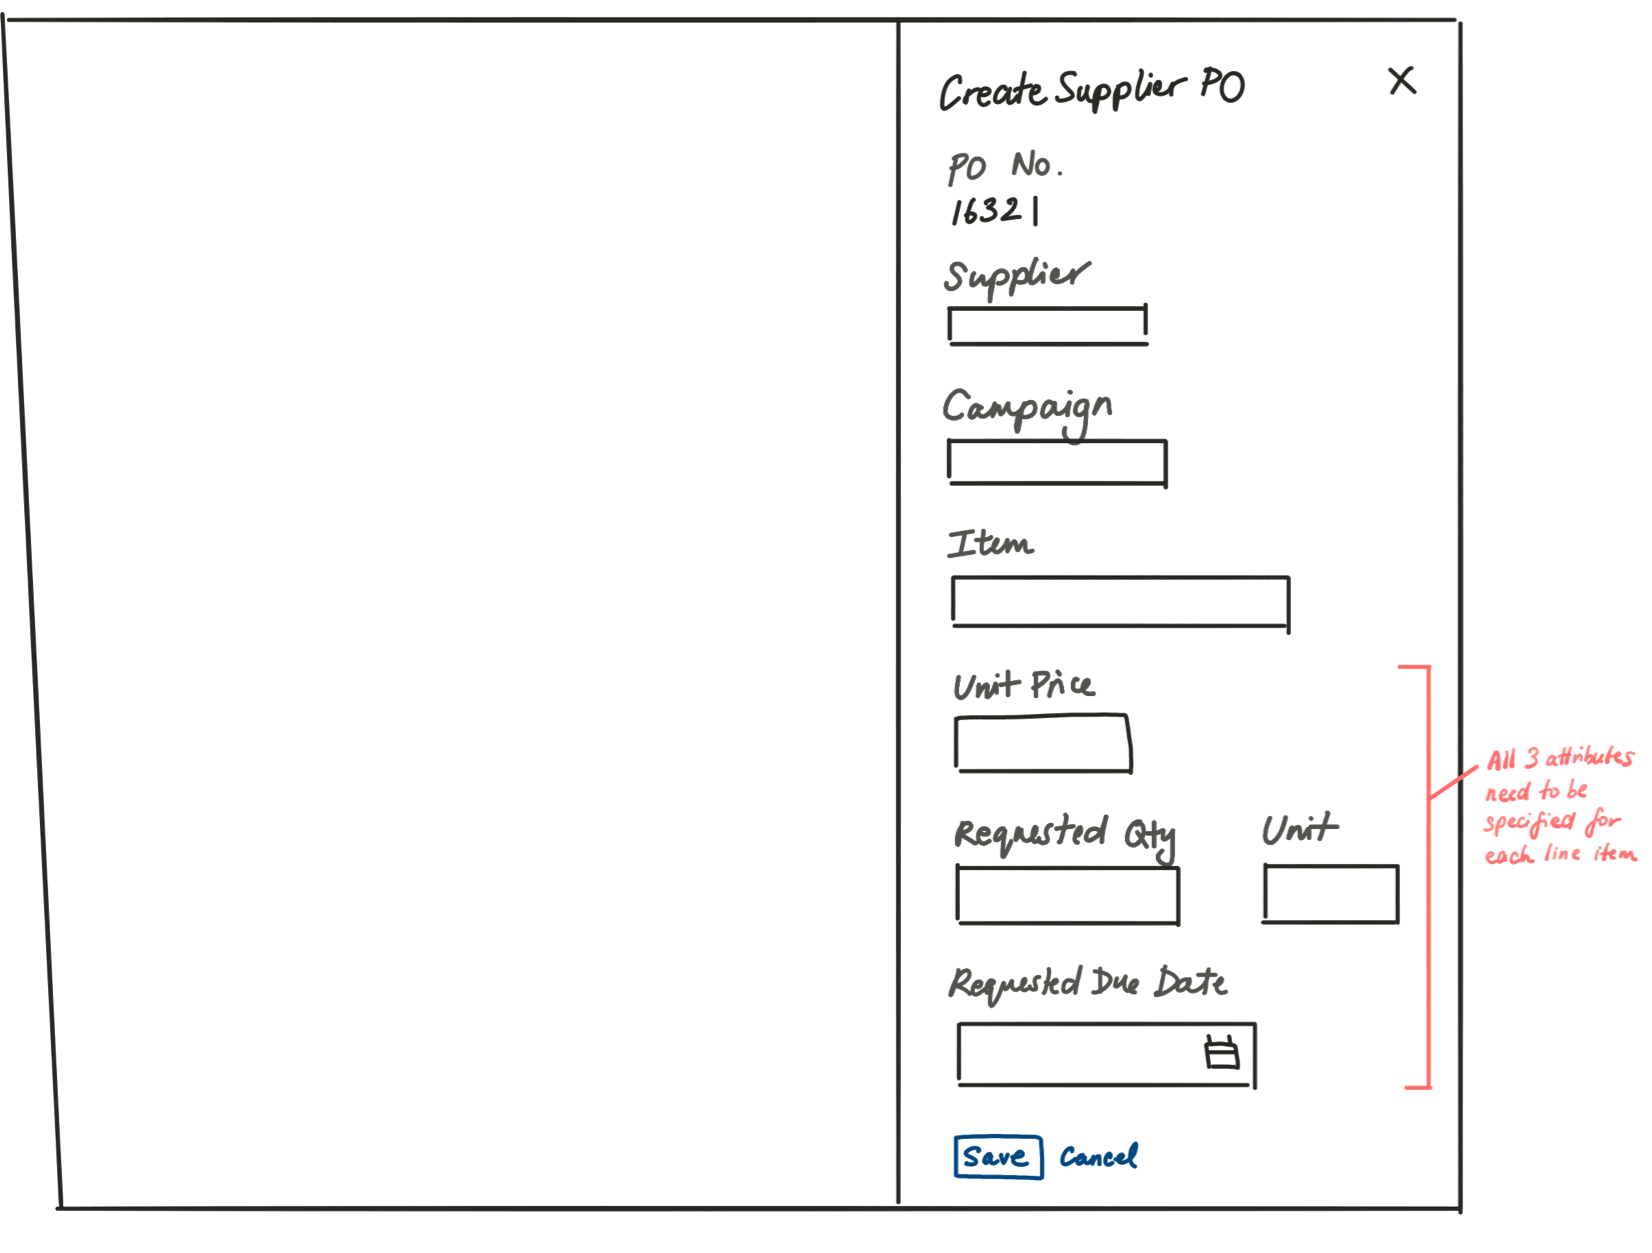 Create Supplier PO X
PO No.
16321
Supplier
Campaign
Item
Unit Price
Requested Qty Unit
Requested Due Date
Save Cancel
All 3 attributes
need to be
specified for
each line item